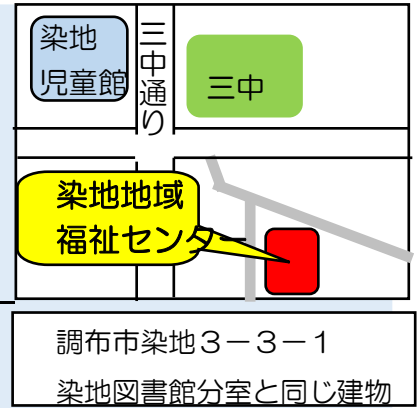 染地
児童館
三中通り
三中
染地地域
福祉センター
調布市染地３－３－１
染地図書館分室と同じ建物